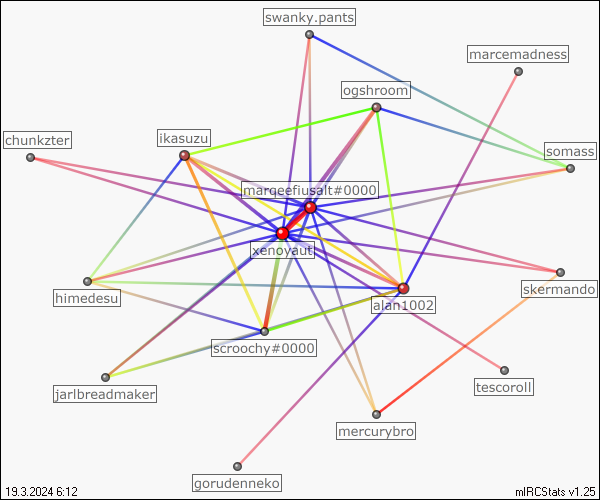 swanky.pants
marcemadness
ogshroom
chunkzter
ikasuzu
somass
marqeefiusalt#0000
xenoyaut
skermando
himedesu
alan1002
scroochy#0000
tescoroll
jarlbreadmaker
mercurybro
gorudenneko
19.3.2024 6:12
mIRCStats v1.25